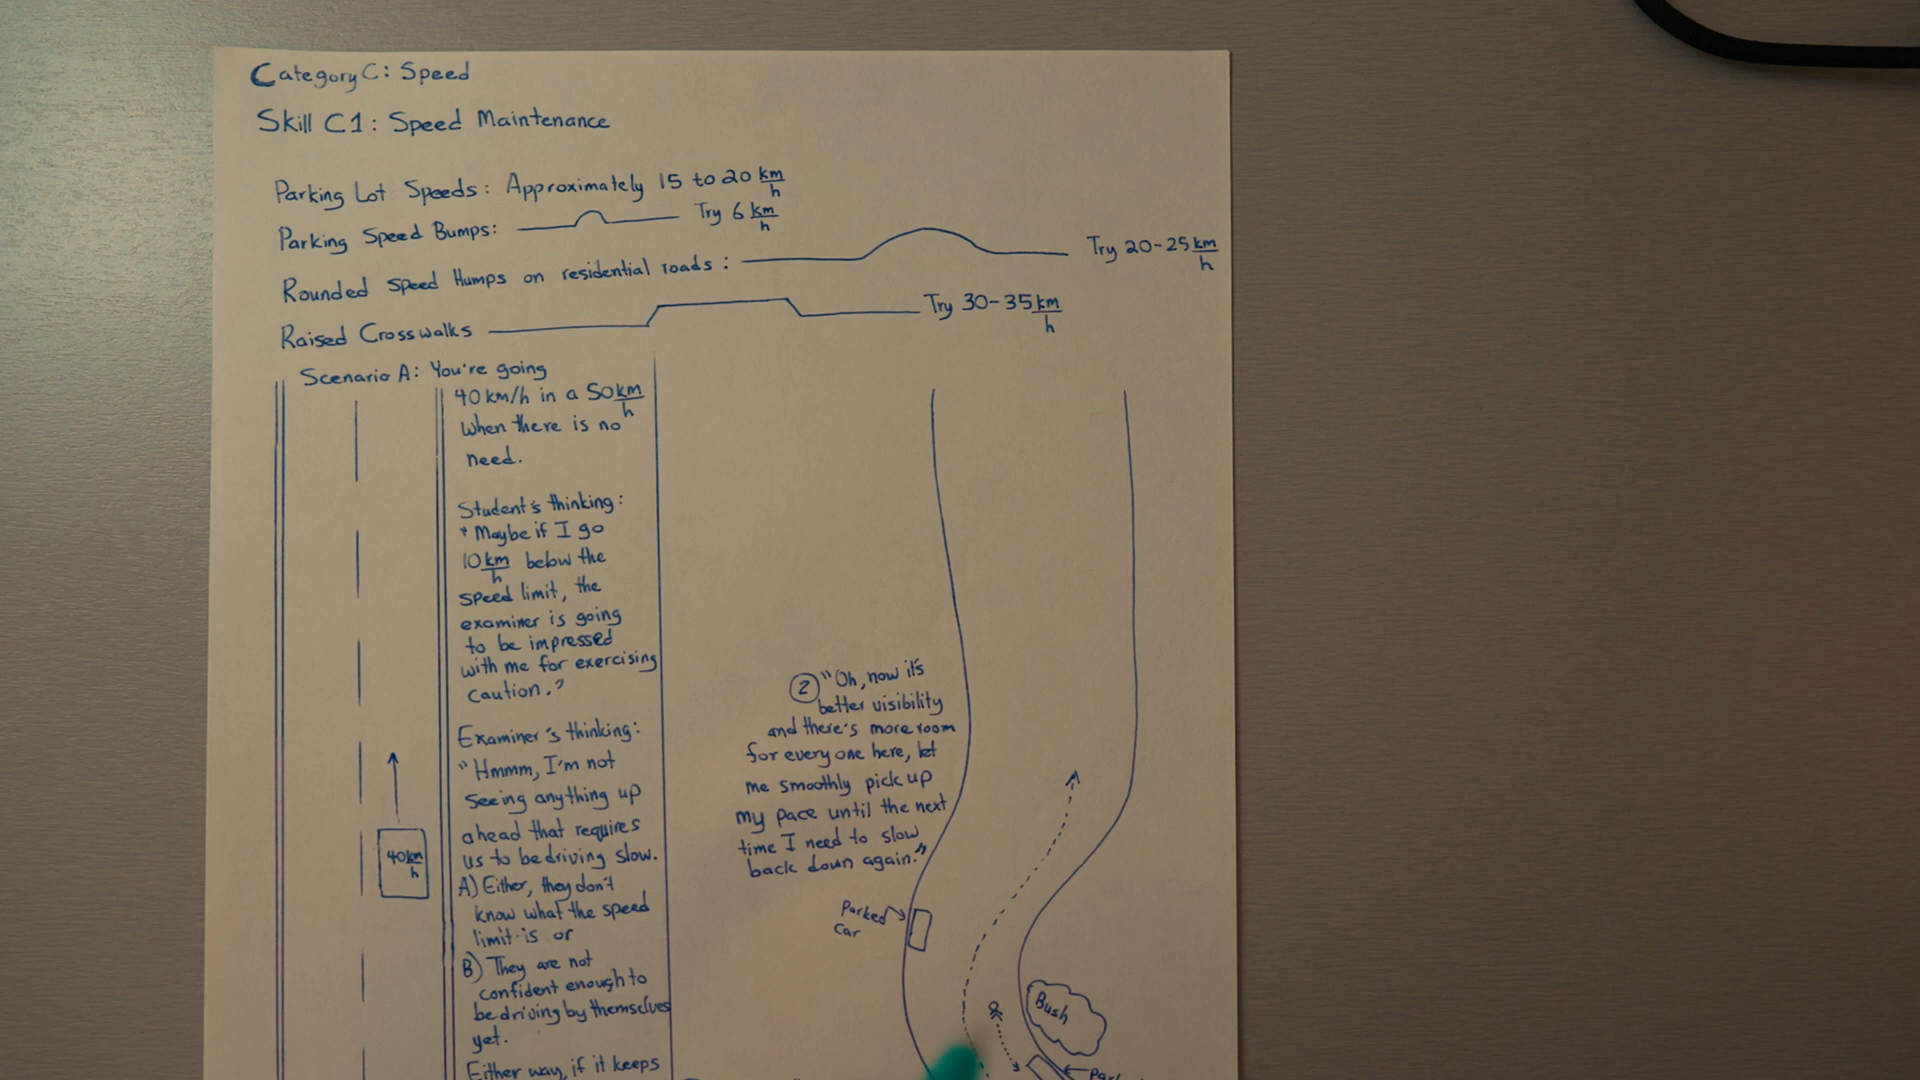 Category C: Speed
Skill C1: Speed Maintenance
Parking Lot Speeds: Approximately 15 to 20 km/h
Parking Speed Bumps: Try 6 km/h
Rounded Speed Humps on residential roads: Try 20-25 km/h
Raised Crosswalks Try 30-35 km/h
Scenario A: You're going
40 km/h in a 50 km/h
when there is no
need.
Student's thinking:
"Maybe if I go
10 km/h below the
speed limit, the
examiner is going
to be impressed
with me for exercising
caution."
Examiner's thinking:
"Hmmm, I'm not
seeing anything up
ahead that requires
us to be driving slow.
A) Either, they don't
know what the speed
limit is or
B) They are not
confident enough to
be driving by themselves
yet.
Either way, if it keeps
40 km/h
2 "Oh, now it's
better visibility
and there's more room
for everyone here, let
me smoothly pick up
my pace until the next
time I need to slow
back down again."
Parked
Car
Bush